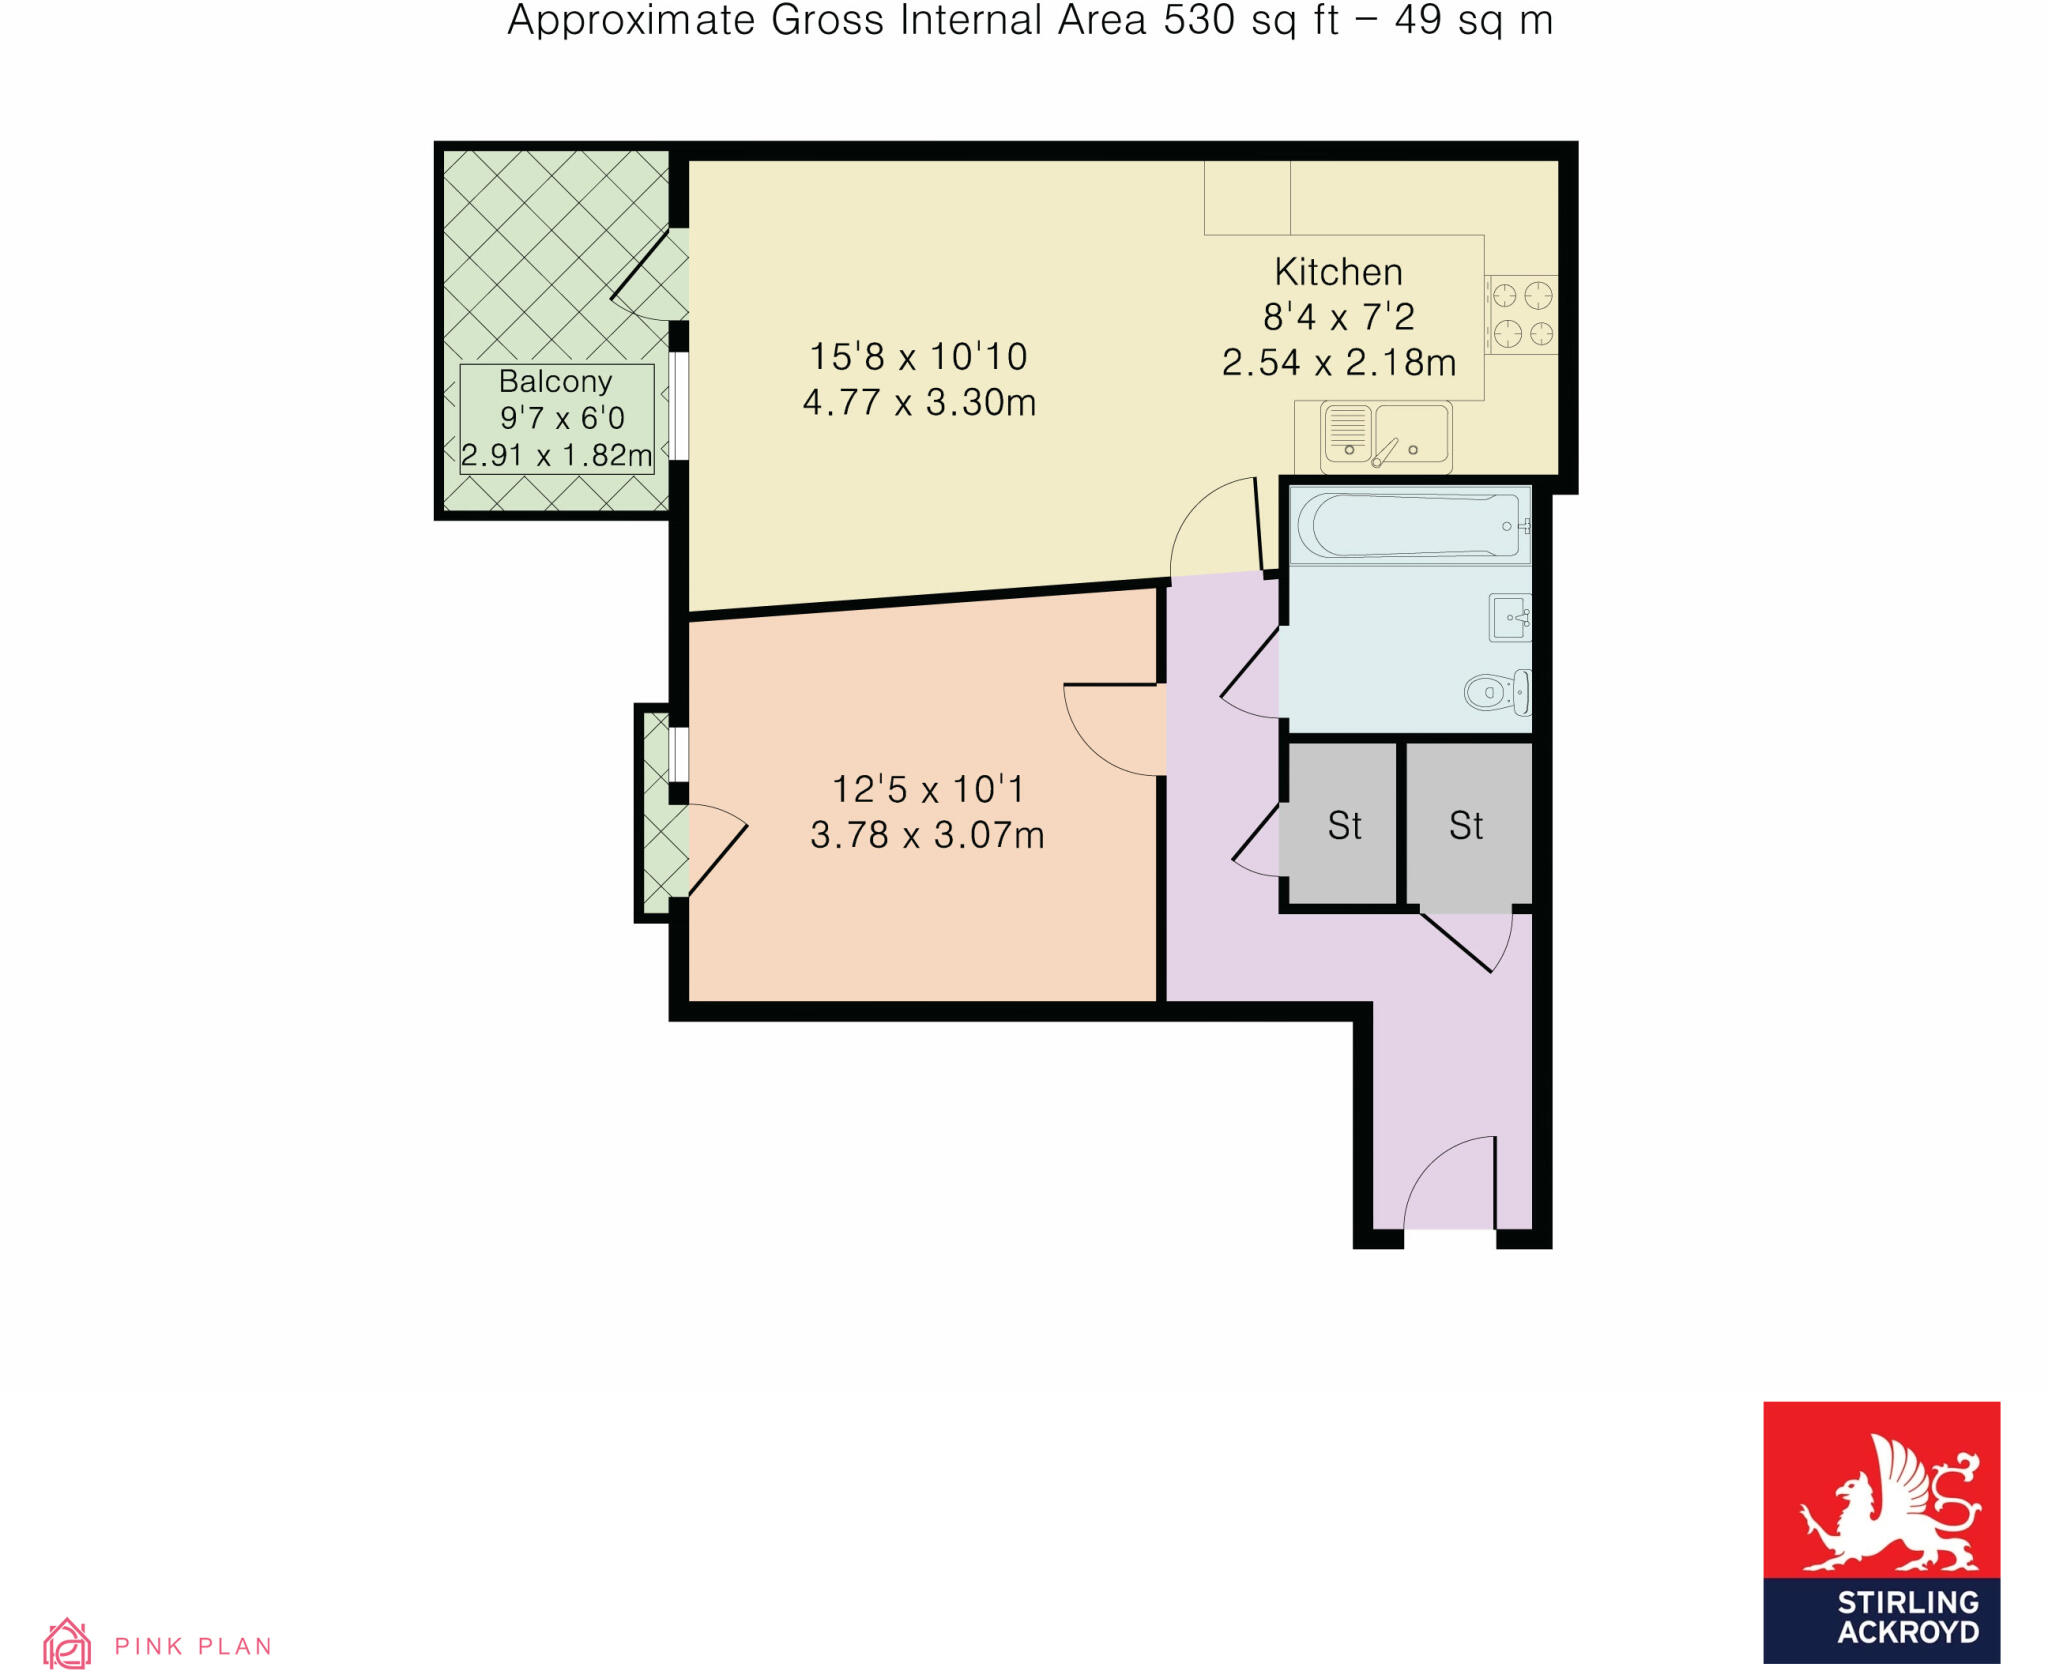 Approximate Gross Internal Area 530 sq ft – 49 sq m
Kitchen
8'4 x 7'2
2.54 x 2.18m
15'8 x 10'10
4.77 x 3.30m
Balcony
9'7 x 6'0
2.91 x 1.82m
12'5 x 10'1
3.78 x 3.07m
St
St
STIRLING
ACKROYD
PINK PLAN